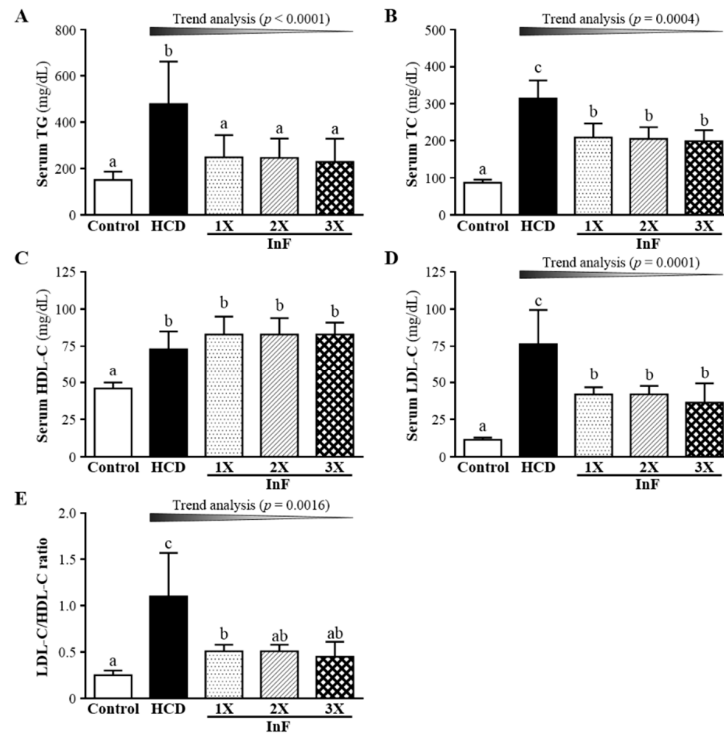 A
Trend analysis (p < 0.0001)
Serum TG (mg/dL)
800
600
400
200
0
a
b
a
a
a
Control HCD 1X 2X 3X
InF
B
Trend analysis (p = 0.0004)
Serum TC (mg/dL)
500
400
300
200
100
0
a
c
b
b
b
Control HCD 1X 2X 3X
InF
C
Serum HDL-C (mg/dL)
125
100
75
50
25
0
a
b
b
b
b
Control HCD 1X 2X 3X
InF
D
Trend analysis (p = 0.0001)
Serum LDL-C (mg/dL)
125
100
75
50
25
0
a
c
b
b
b
Control HCD 1X 2X 3X
InF
E
Trend analysis (p = 0.0016)
LDL-C/HDL-C ratio
2.0
1.5
1.0
0.5
0
a
c
b
ab
ab
Control HCD 1X 2X 3X
InF